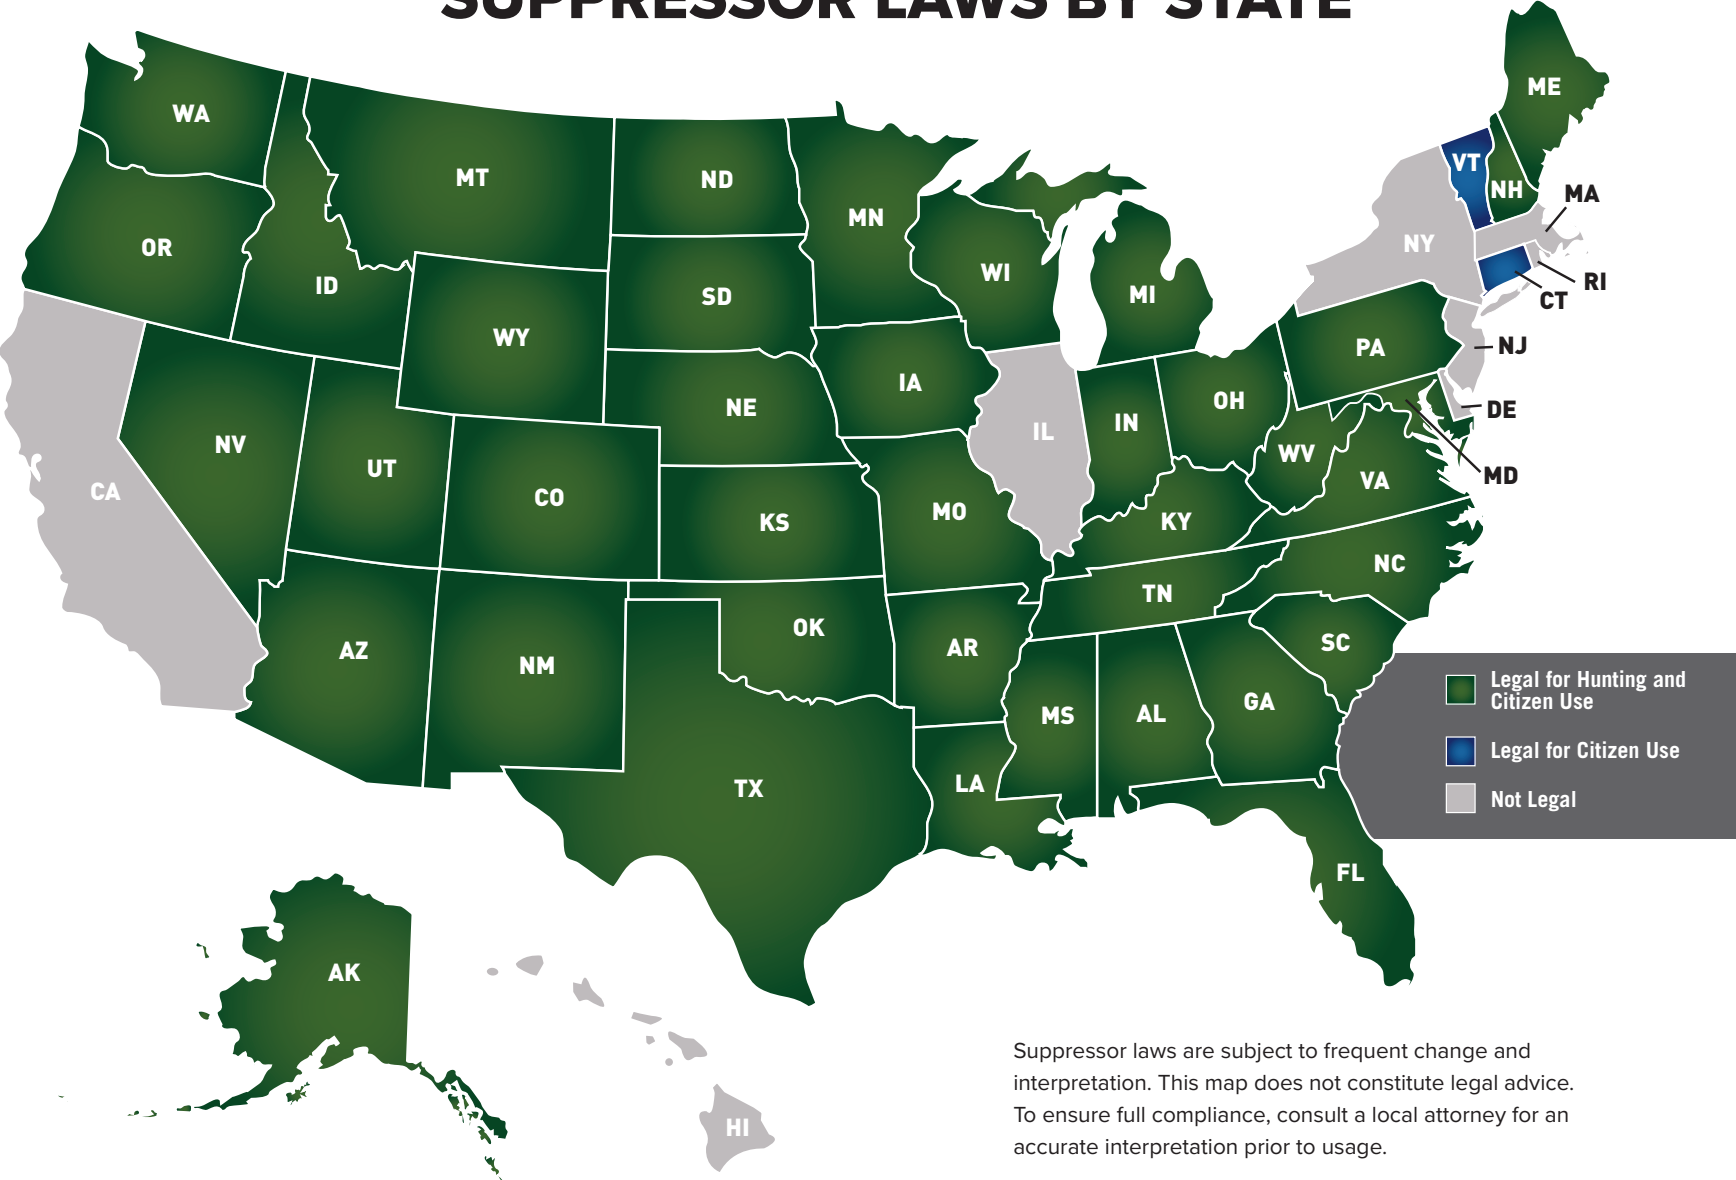 SUPPRESSOR LAWS BY STATE
ME
WA
VT
MT
ND
NH
MA
MN
OR
NY
WI
ID
SD
MI
RI
CT
WY
PA
NJ
IA
NE
OH
DE
IN
IL
NV
WV
UT
MD
VA
CA
CO
MO
KS
KY
NC
TN
OK
SC
AR
AZ
NM
Legal for Hunting and
Citizen Use
GA
AL
MS
Legal for Citizen Use
LA
TX
Not Legal
FL
AK
Suppressor laws are subject to frequent change and
interpretation. This map does not constitute legal advice.
To ensure full compliance, consult a local attorney for an
accurate interpretation prior to usage.
HI